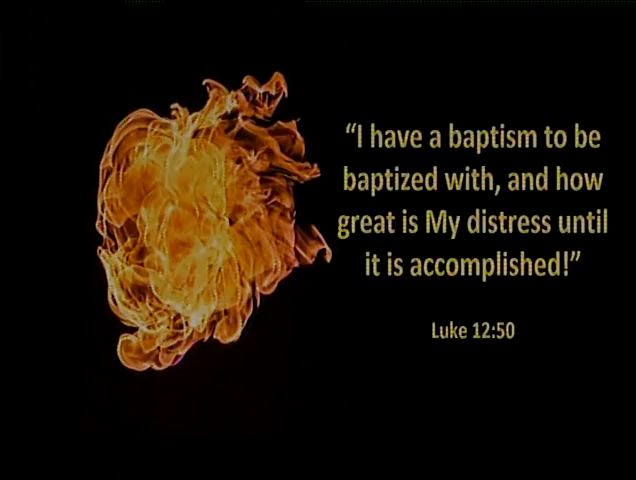 “I have a baptism to be
baptized with, and how
great is My distress until
it is accomplished!”
Luke 12:50